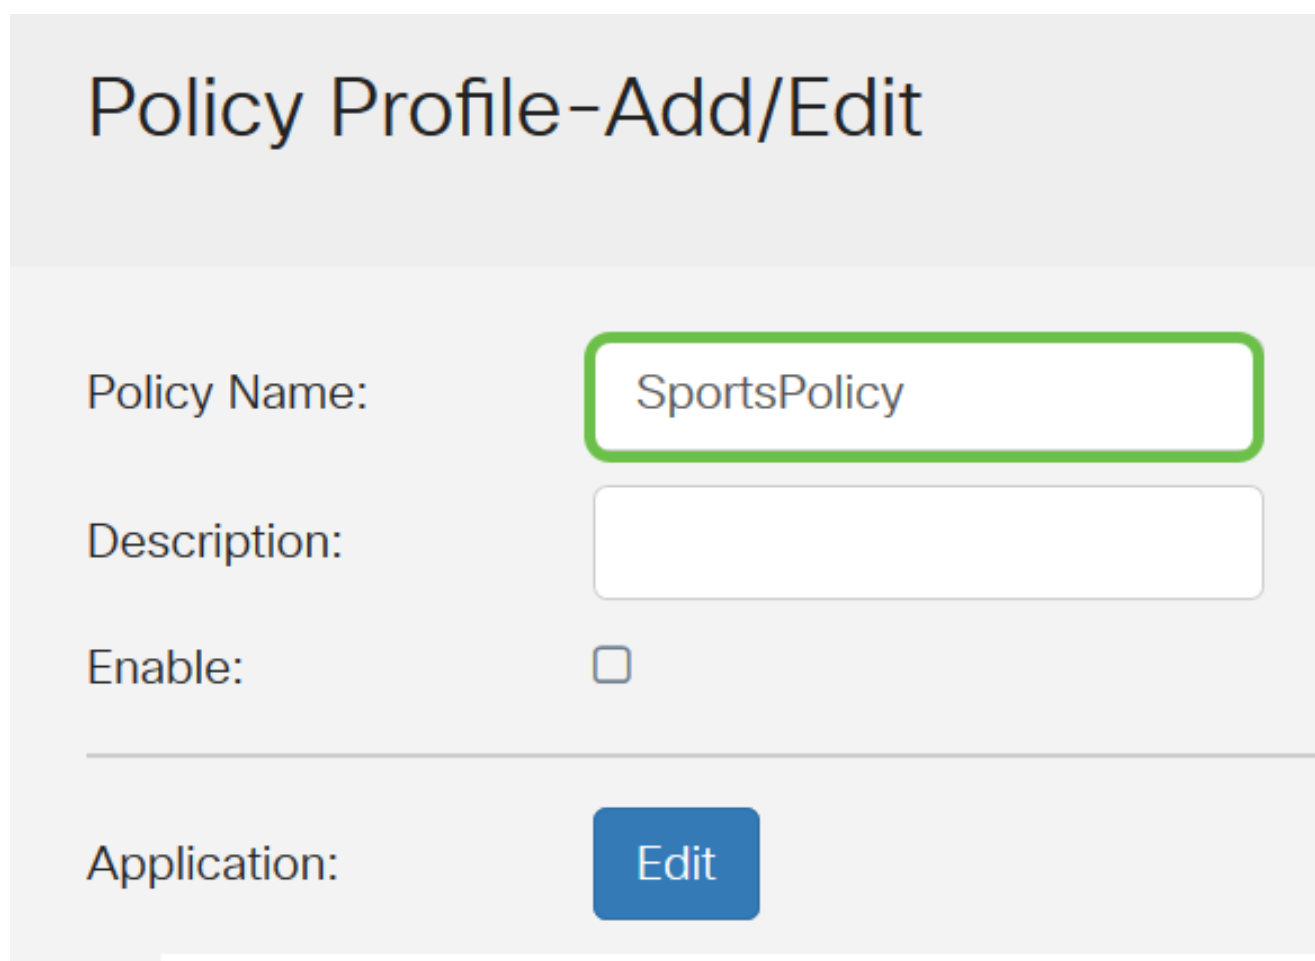 Policy Profile-Add/Edit
Policy Name: SportsPolicy
Description:
Enable:
Application: Edit